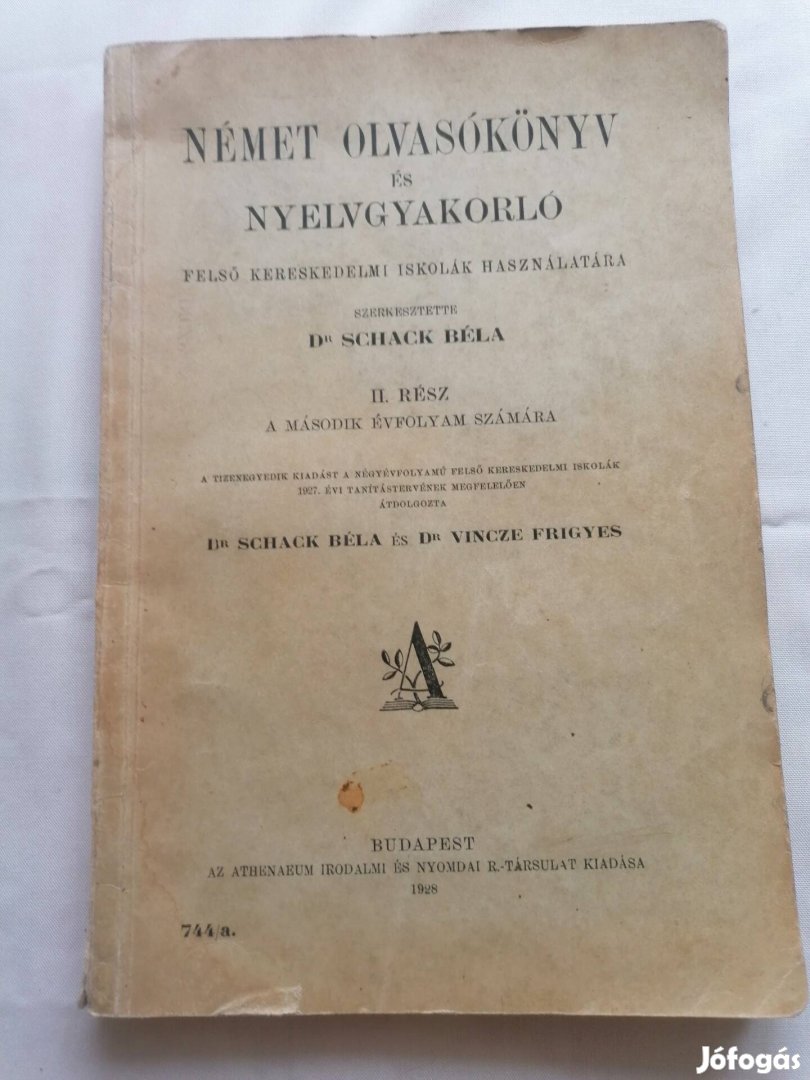 NÉMET OLVASÓKÖNYV
ÉS
NYELVGYAKORLÓ
FELSŐ KERESKEDELMI ISKOLÁK HASZNÁLATÁRA
SZERKESZTETTE
DR SCHACK BÉLA
II. RÉSZ
A MÁSODIK ÉVFOLYAM SZÁMÁRA
A TIZENEGYEDIK KIADÁST A NÉGYÉVFOLYAMÚ FELSŐ KERESKEDELMI ISKOLÁK
1927. ÉVI TANÍTÁSTERVÉNEK MEGFELELŐEN
ÁTDOLGOZTA
DR SCHACK BÉLA ÉS DR VINCZE FRIGYES
A
BUDAPEST
AZ ATHENAEUM IRODALMI ÉS NYOMDAI R.-TÁRSULAT KIADÁSA
1928
744/a.
Jófogás